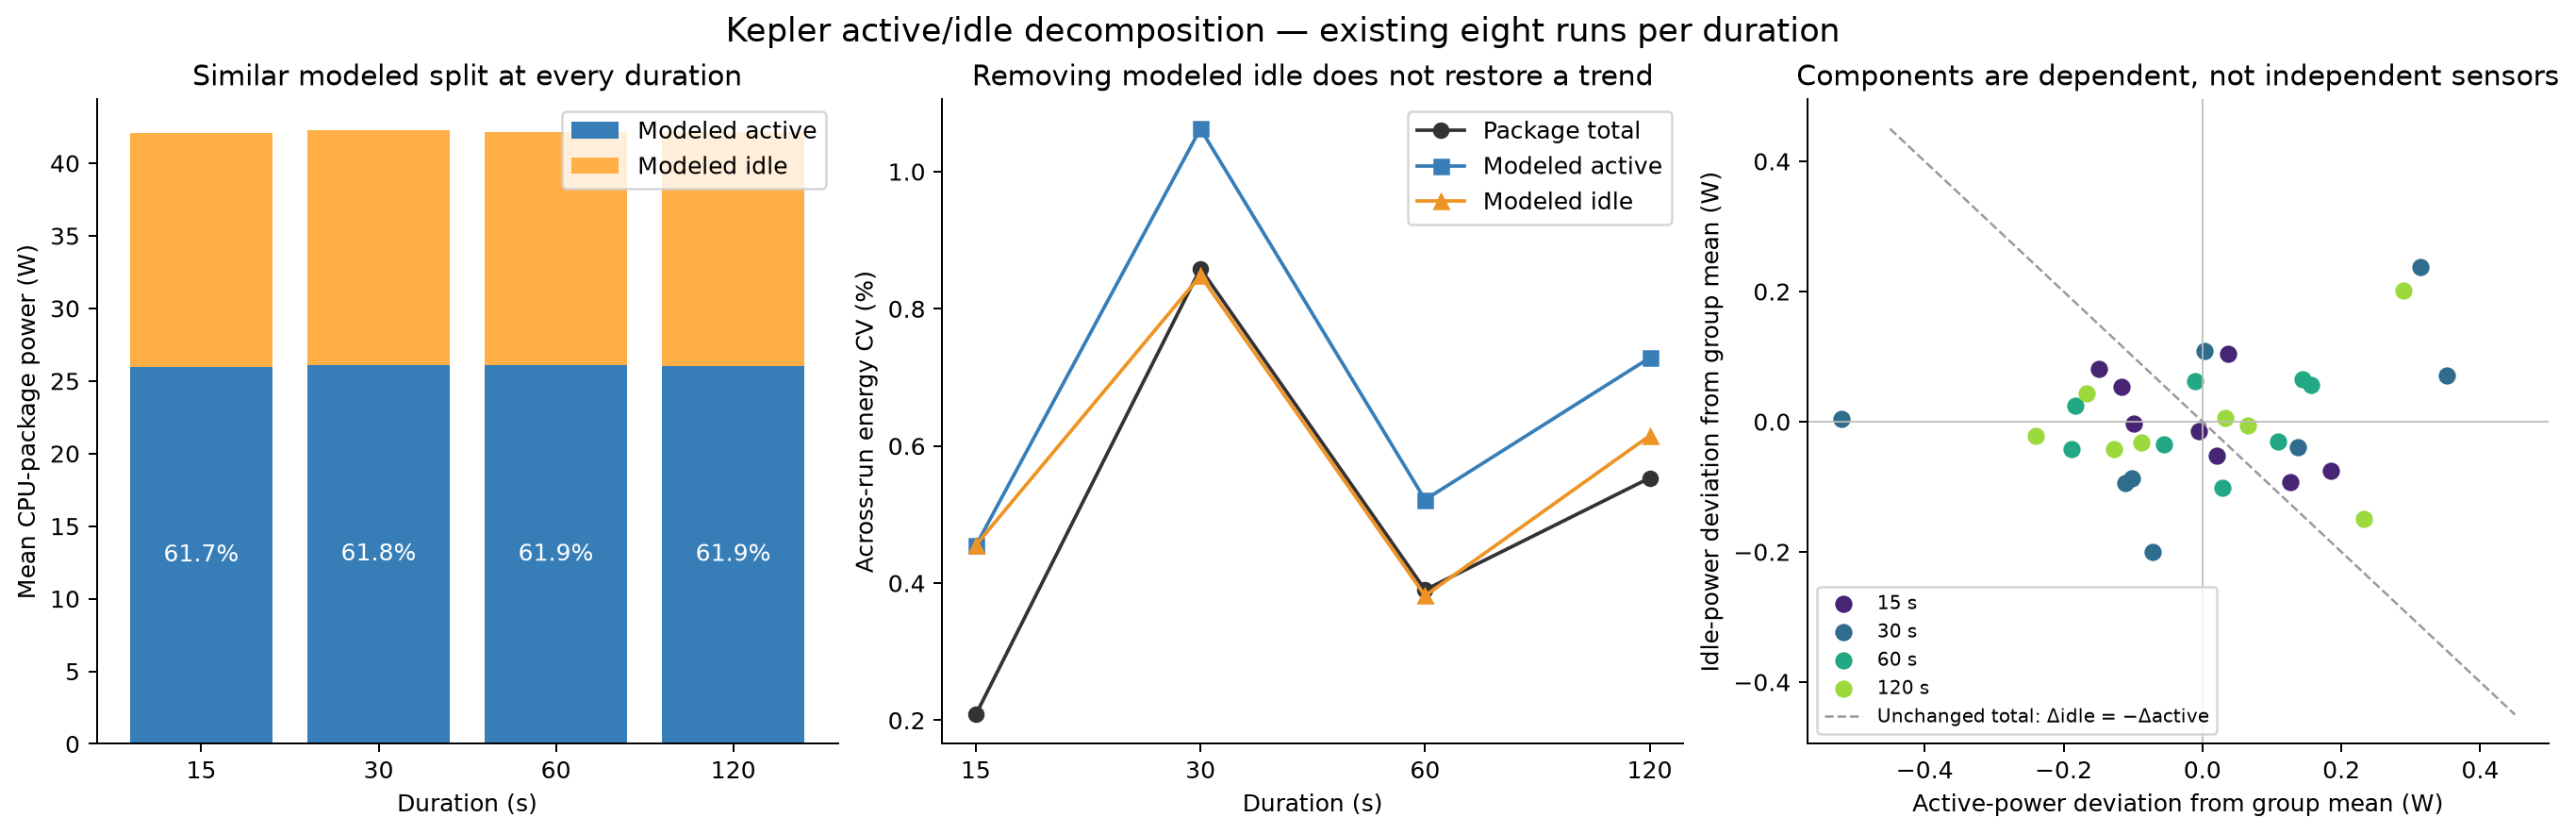 Kepler active/idle decomposition — existing eight runs per duration
Similar modeled split at every duration
Modeled active
Modeled idle
Mean CPU-package power (W)
40
35
30
25
20
15
10
5
0
61.7%
61.8%
61.9%
61.9%
15
30
60
120
Duration (s)
Removing modeled idle does not restore a trend
Package total
Modeled active
Modeled idle
Across-run energy CV (%)
1.0
0.8
0.6
0.4
0.2
15
30
60
120
Duration (s)
Components are dependent, not independent sensors
Idle-power deviation from group mean (W)
0.4
0.2
0.0
−0.2
−0.4
15 s
30 s
60 s
120 s
Unchanged total: Δidle = −Δactive
−0.4
−0.2
0.0
0.2
0.4
Active-power deviation from group mean (W)